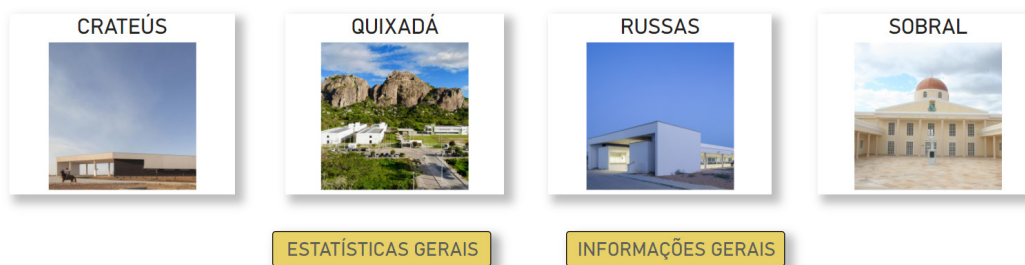 CRATEÚS
QUIXADÁ
RUSSAS
SOBRAL
ESTATÍSTICAS GERAIS
INFORMAÇÕES GERAIS